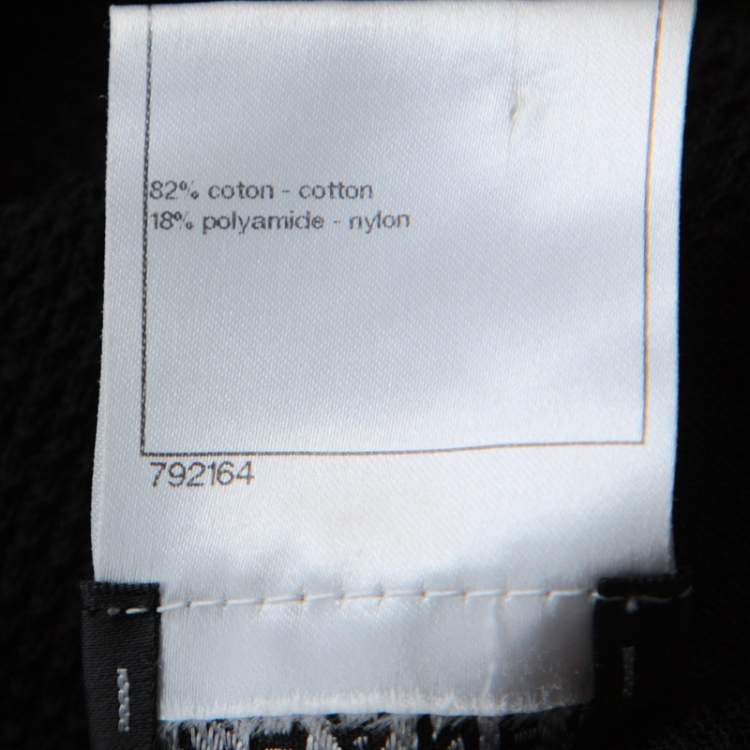 82% coton - cotton
18% polyamide - nylon
792164